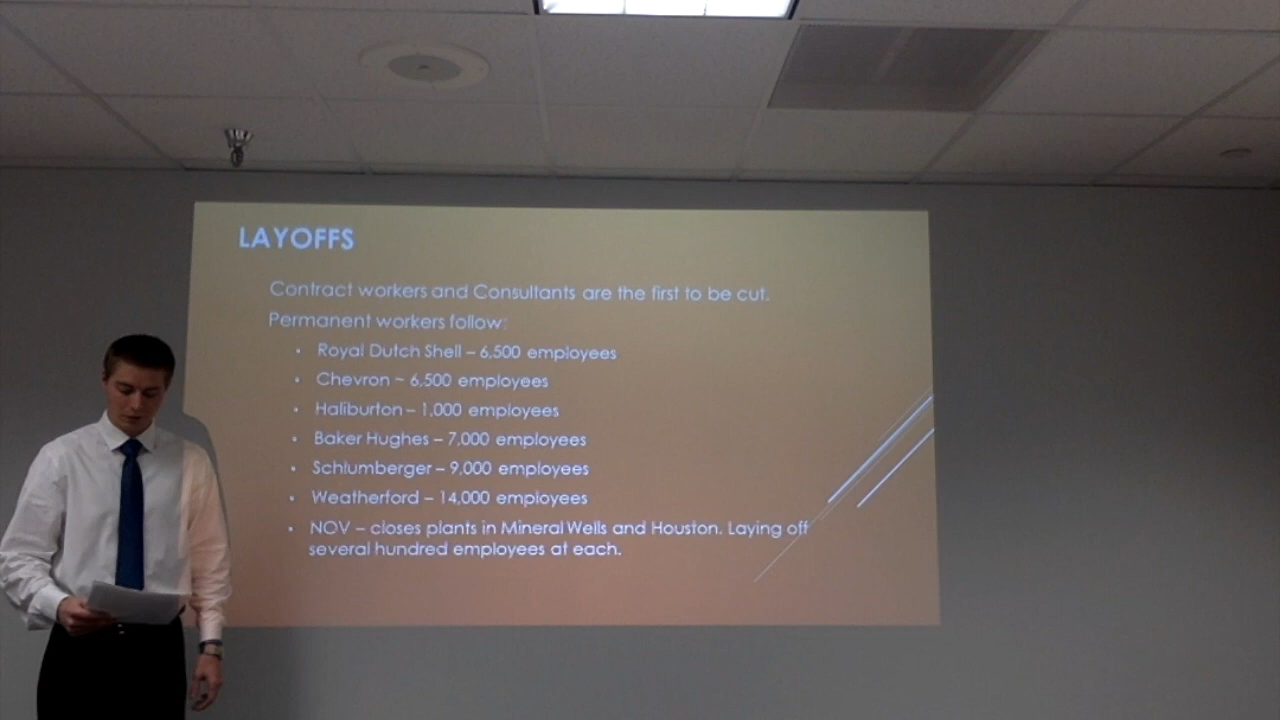 LAYOFFS
Contract workers and Consultants are the first to be cut.
Permanent workers follow:
• Royal Dutch Shell – 6,500 employees
• Chevron ~ 6,500 employees
• Haliburton – 1,000 employees
• Baker Hughes – 7,000 employees
• Schlumberger – 9,000 employees
• Weatherford – 14,000 employees
• NOV – closes plants in Mineral Wells and Houston. Laying off
several hundred employees at each.